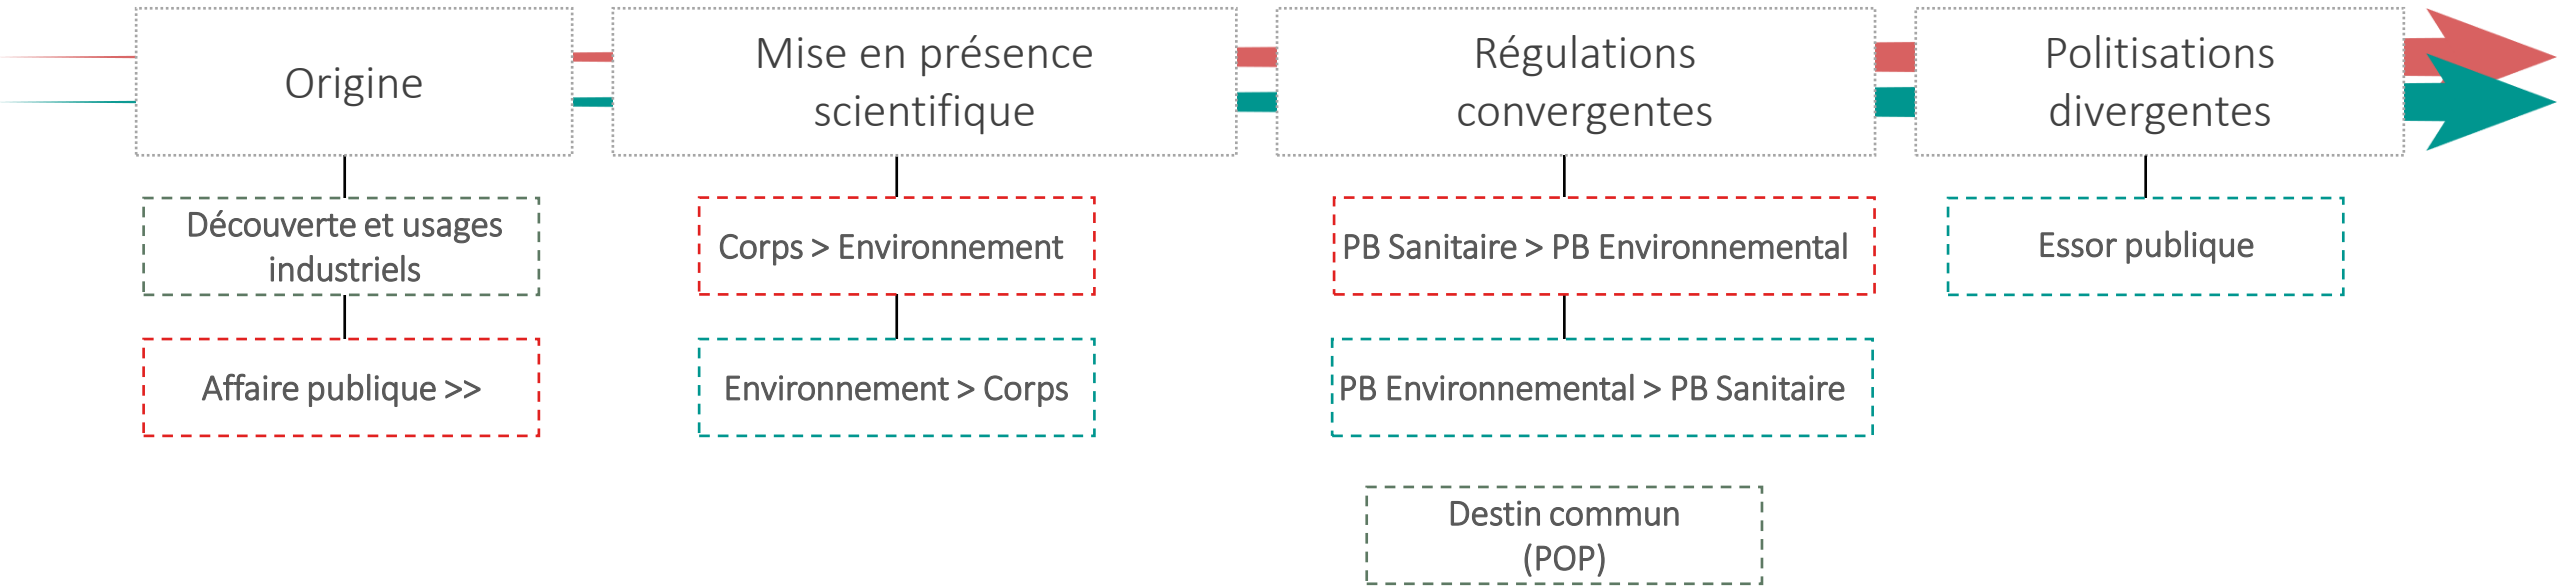 Origine
Mise en présence
scientifique
Régulations
convergentes
Politisations
divergentes
Découverte et usages
industriels
Affaire publique >>
Corps > Environnement
Environnement > Corps
PB Sanitaire > PB Environnemental
PB Environnemental > PB Sanitaire
Destin commun
(POP)
Essor publique